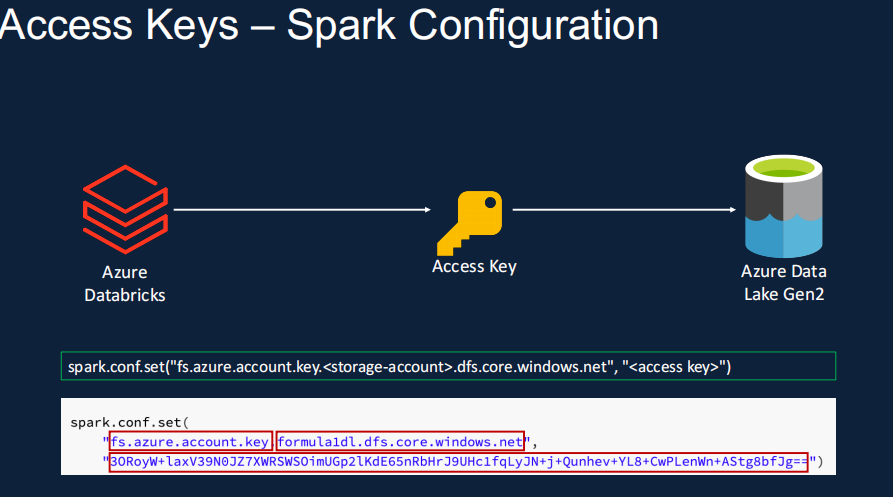 Access Keys – Spark Configuration
Azure
Databricks
Access Key
Azure Data
Lake Gen2
spark.conf.set("fs.azure.account.key.<storage-account>.dfs.core.windows.net", "<access key>")
spark.conf.set(
"fs.azure.account.key.formula1dl.dfs.core.windows.net",
"3ORoyW+laxV39N0JZ7XWRSWSOimUGp2lKdE65nRbHrJ9UHc1fqLyJN+j+Qunhev+YL8+CwPLenWn+AStg8bfJg==")